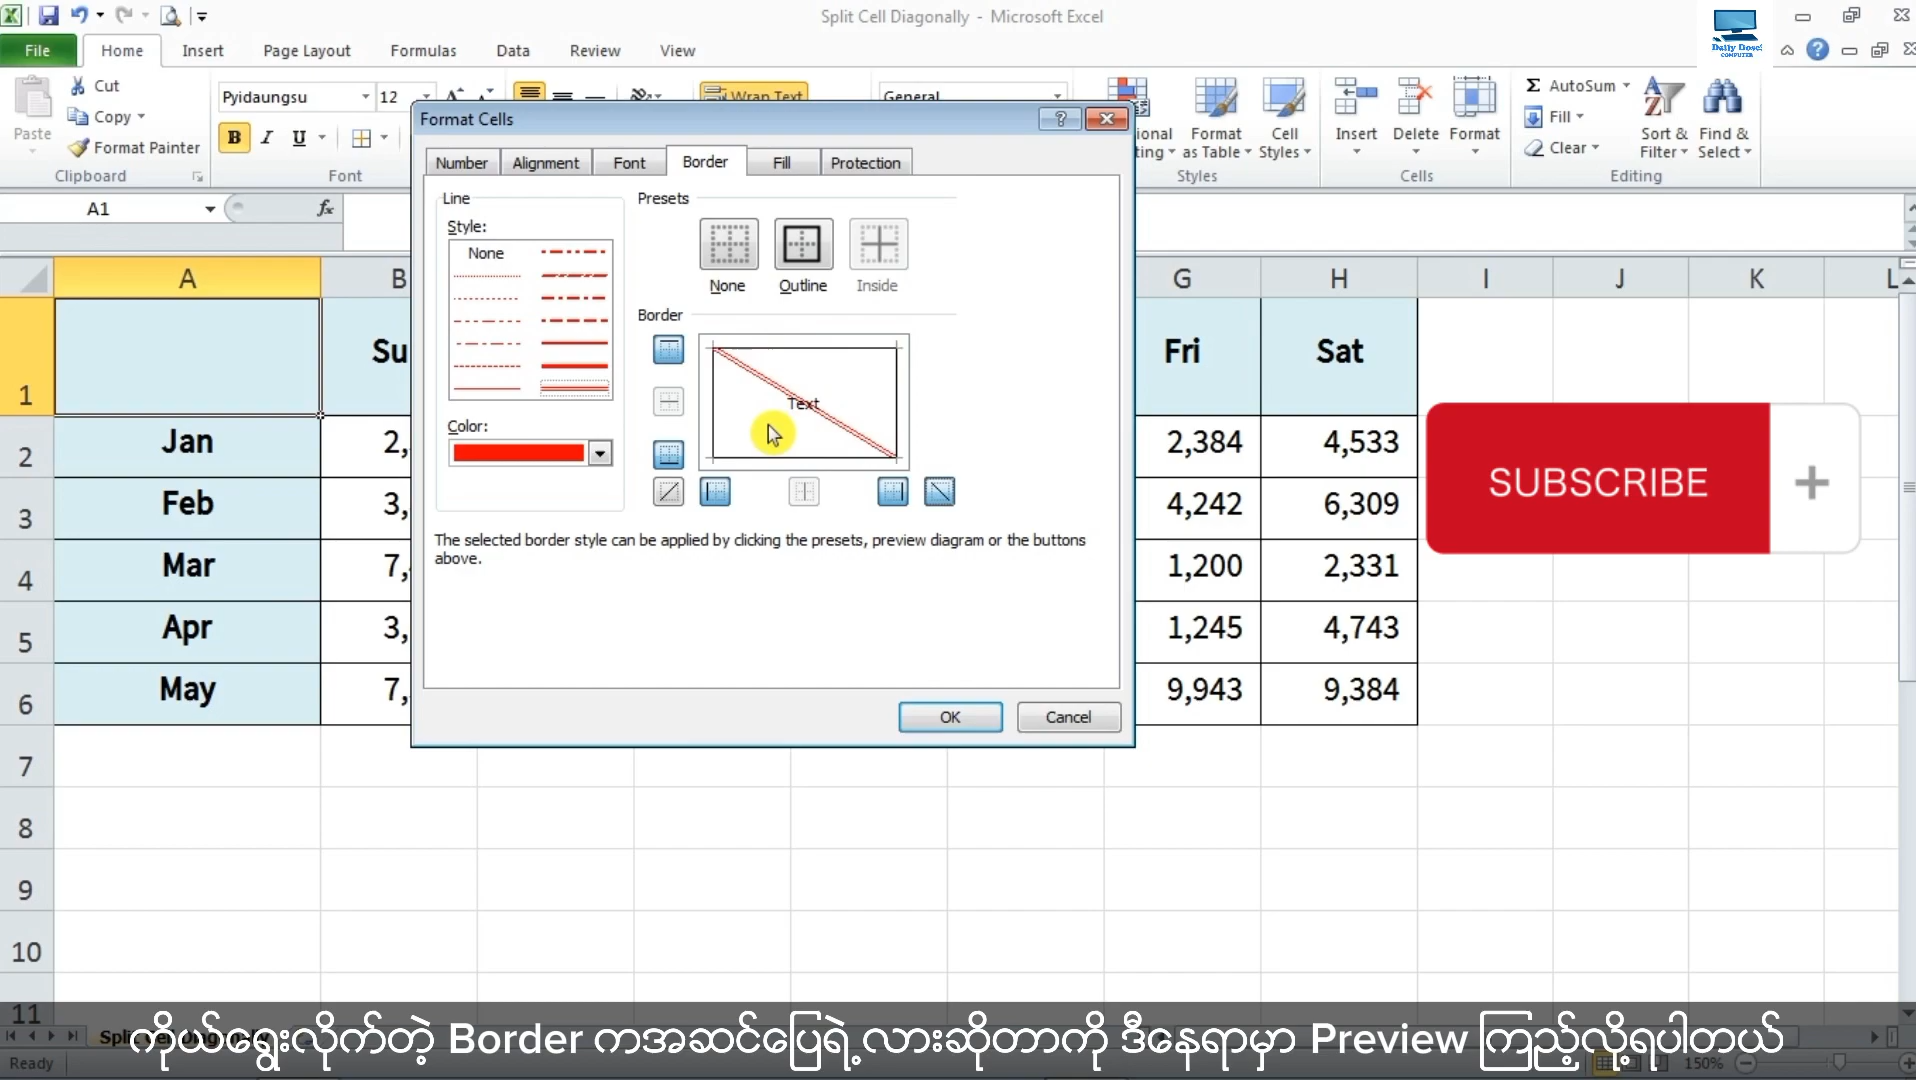 Split Cell Diagonally - Microsoft Excel
Daily Dose!
COMPUTER
File Home Insert Page Layout Formulas Data Review View
Paste
Cut
Copy
Format Painter
Clipboard
Pyidaungsu 12
B I U
Font
Wrap Text
General
Format
as Table
Cell
Styles
Styles
Insert Delete Format
Cells
Σ AutoSum
Fill
Clear
Sort &
Filter
Find &
Select
Editing
A1 fx
Format Cells
Number Alignment Font Border Fill Protection
Line
Style:
None
Color:
Presets
None Outline Inside
Border
Text
The selected border style can be applied by clicking the presets, preview diagram or the buttons
above.
OK Cancel
A B G H I J K L
1 Fri Sat
2 Jan 2,384 4,533
3 Feb 4,242 6,309
4 Mar 1,200 2,331
5 Apr 1,245 4,743
6 May 9,943 9,384
7
8
9
10
11
SUBSCRIBE +
ကိုယ်ရွေးလိုက်တဲ့ Border ကအဆင်ပြေရဲ့လားဆိုတာကို ဒီနေရာမှာ Preview ကြည့်လို့ရပါတယ်
Ready 150%